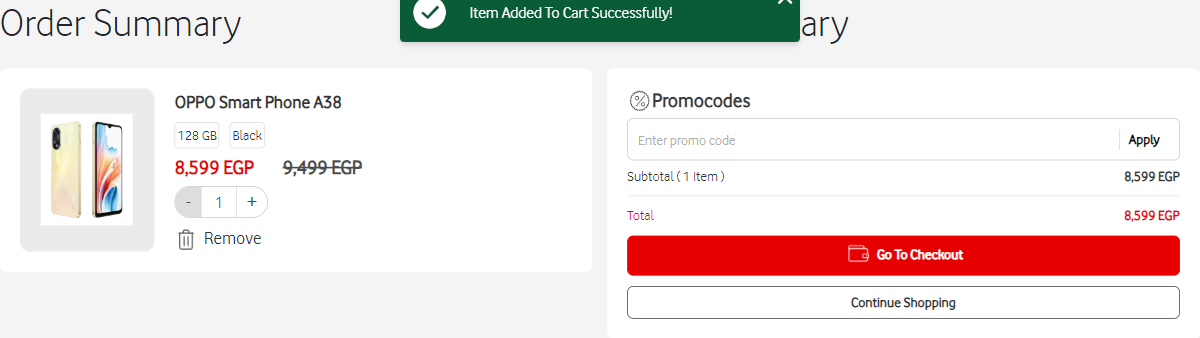 Item Added To Cart Successfully!
Order Summary
ary
OPPO Smart Phone A38
128 GB Black
8,599 EGP 9,499 EGP
- 1 +
Remove
Promocodes
Enter promo code Apply
Subtotal ( 1 Item ) 8,599 EGP
Total 8,599 EGP
Go To Checkout
Continue Shopping